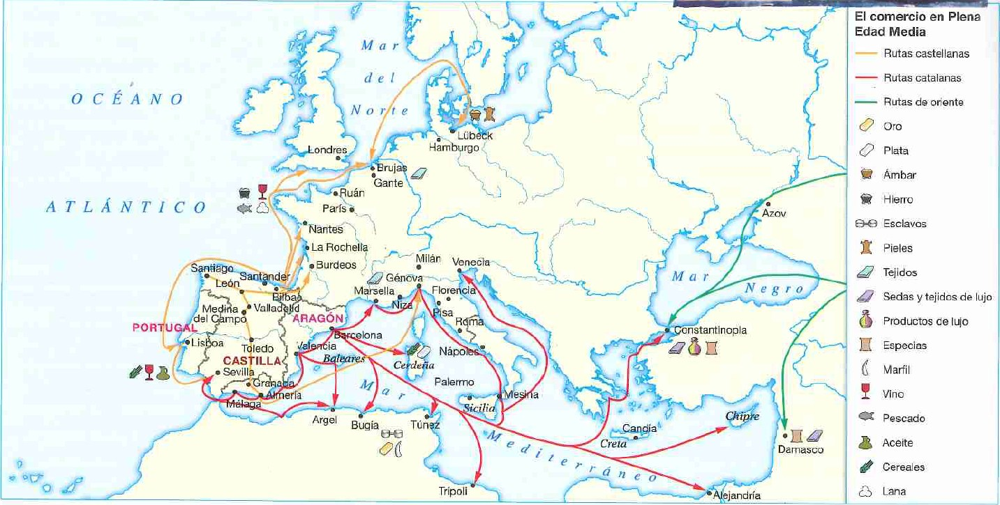 El comercio en Plena
Edad Media
Rutas castellanas
Rutas catalanas
Rutas de oriente
Oro
Plata
Ámbar
Hierro
Esclavos
Pieles
Tejidos
Sedas y tejidos de lujo
Productos de lujo
Especias
Marfil
Vino
Pescado
Aceite
Cereales
Lana
Mar
del
Norte
OCÉANO
ATLÁNTICO
Londres
Lübeck
Hamburgo
Brujas
Gante
Ruán
París
Nantes
La Rochella
Burdeos
Azov
Mar
Negro
Milán
Venecia
Génova
Marsella
Niza
Florencia
Pisa
Roma
Nápoles
Santiago
Santander
León
Bilbao
Medina
del Campo
Valladolid
ARAGÓN
PORTUGAL
Barcelona
Lisboa
Toledo
Valencia
CASTILLA
Baleares
Cerdeña
Sevilla
Granada
Almería
Málaga
Constantinopla
Palermo
Mesina
Sicilia
Mar
Mediterráneo
Argel
Bugía
Túnez
Trípoli
Candía
Creta
Chipre
Damasco
Alejandría